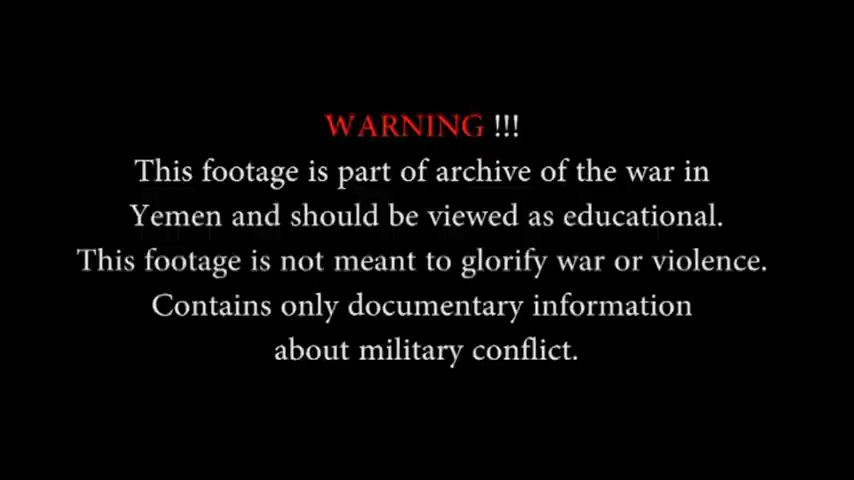 WARNING !!!
This footage is part of archive of the war in
Yemen and should be viewed as educational.
This footage is not meant to glorify war or violence.
Contains only documentary information
about military conflict.